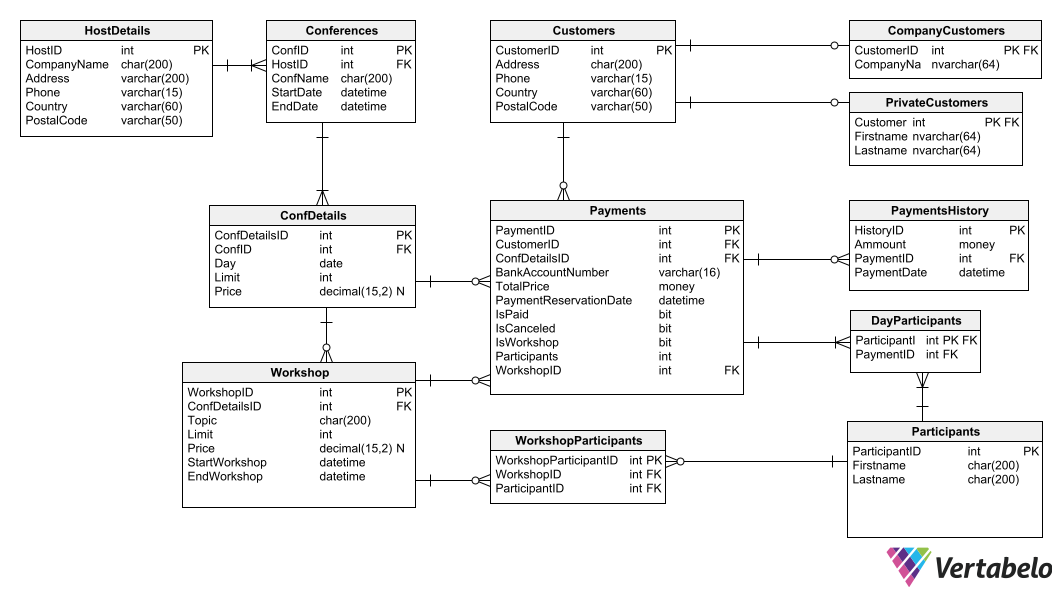 HostDetails
HostID int PK
CompanyName char(200)
Address varchar(200)
Phone varchar(15)
Country varchar(60)
PostalCode varchar(50)
Conferences
ConfID int PK
HostID int FK
ConfName char(200)
StartDate datetime
EndDate datetime
Customers
CustomerID int PK
Address char(200)
Phone varchar(15)
Country varchar(60)
PostalCode varchar(50)
CompanyCustomers
CustomerID int PK FK
CompanyNa nvarchar(64)
PrivateCustomers
Customer int PK FK
Firstname nvarchar(64)
Lastname nvarchar(64)
ConfDetails
ConfDetailsID int PK
ConfID int FK
Day date
Limit int
Price decimal(15,2) N
Payments
PaymentID int PK
CustomerID int FK
ConfDetailsID int FK
BankAccountNumber varchar(16)
TotalPrice money
PaymentReservationDate datetime
IsPaid bit
IsCanceled bit
IsWorkshop bit
Participants int
WorkshopID int FK
PaymentsHistory
HistoryID int PK
Ammount money
PaymentID int FK
PaymentDate datetime
DayParticipants
ParticipantI int PK FK
PaymentID int FK
Workshop
WorkshopID int PK
ConfDetailsID int FK
Topic char(200)
Limit int
Price decimal(15,2) N
StartWorkshop datetime
EndWorkshop datetime
WorkshopParticipants
WorkshopParticipantID int PK
WorkshopID int FK
ParticipantID int FK
Participants
ParticipantID int PK
Firstname char(200)
Lastname char(200)
Vertabelo